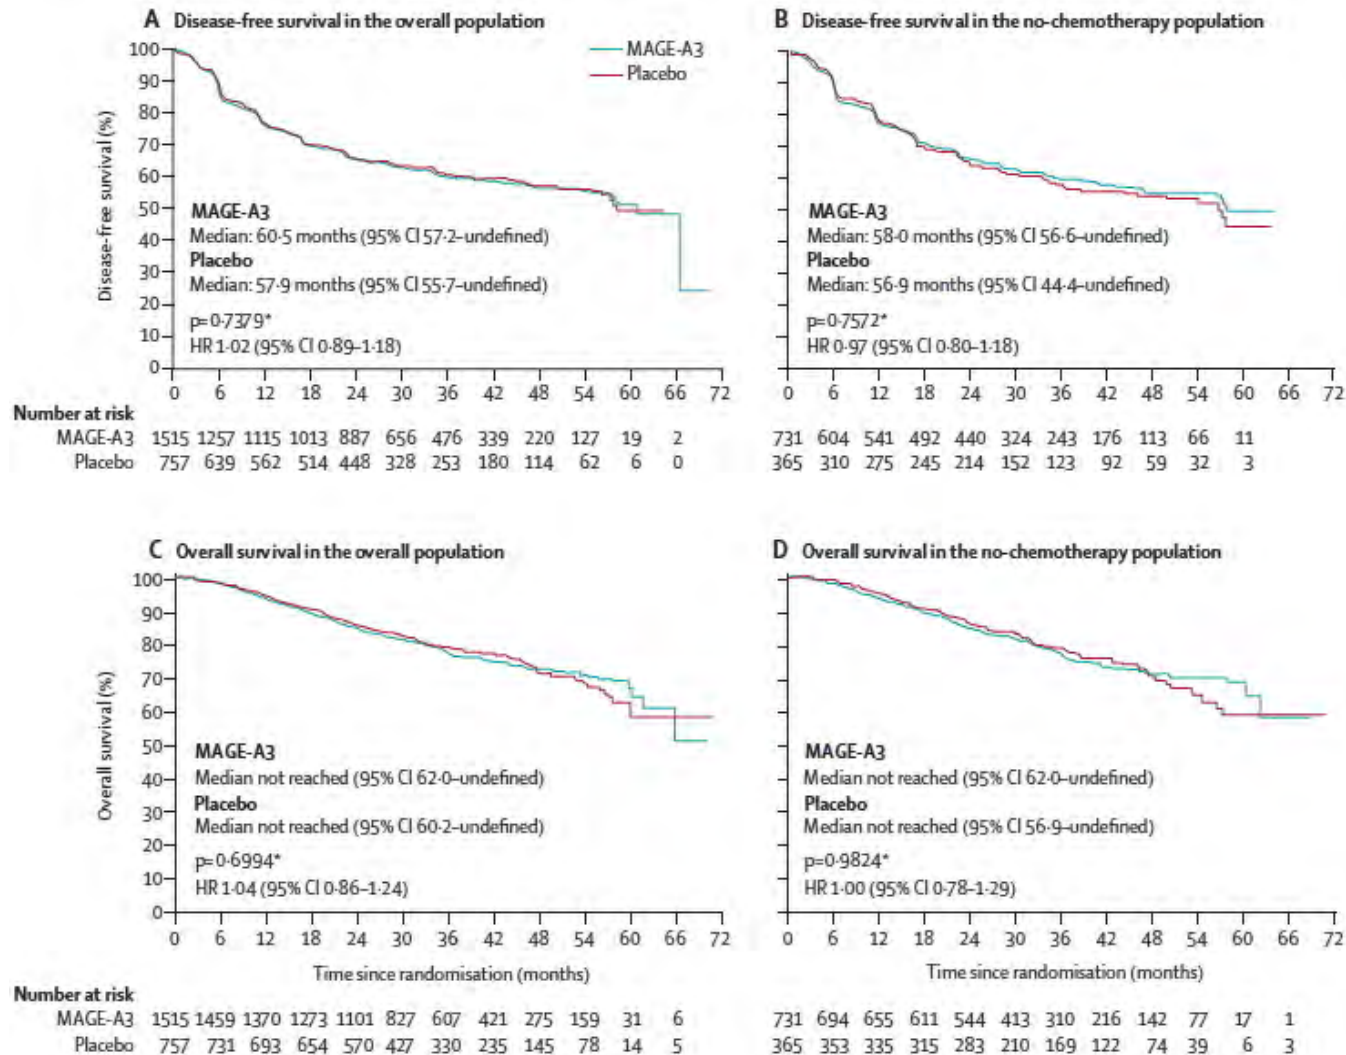 A Disease-free survival in the overall population
MAGE-A3
Placebo
Disease-free survival (%)
100
90
80
70
60
50
40
30
20
10
0
MAGE-A3
Median: 60·5 months (95% CI 57·2–undefined)
Placebo
Median: 57·9 months (95% CI 55·7–undefined)
p=0·7379*
HR 1·02 (95% CI 0·89–1·18)
0 6 12 18 24 30 36 42 48 54 60 66 72
Number at risk
MAGE-A3 1515 1257 1115 1013 887 656 476 339 220 127 19 2
Placebo 757 639 562 514 448 328 253 180 114 62 6 0
B Disease-free survival in the no-chemotherapy population
MAGE-A3
Median: 58·0 months (95% CI 56·6–undefined)
Placebo
Median: 56·9 months (95% CI 44·4–undefined)
p=0·7572*
HR 0·97 (95% CI 0·80–1·18)
0 6 12 18 24 30 36 42 48 54 60 66 72
731 604 541 492 440 324 243 176 113 66 11
365 310 275 245 214 152 123 92 59 32 3
C Overall survival in the overall population
Overall survival (%)
100
90
80
70
60
50
40
30
20
10
0
MAGE-A3
Median not reached (95% CI 62·0–undefined)
Placebo
Median not reached (95% CI 60·2–undefined)
p=0·6994*
HR 1·04 (95% CI 0·86–1·24)
0 6 12 18 24 30 36 42 48 54 60 66 72
Time since randomisation (months)
Number at risk
MAGE-A3 1515 1459 1370 1273 1101 827 607 421 275 159 31 6
Placebo 757 731 693 654 570 427 330 235 145 78 14 5
D Overall survival in the no-chemotherapy population
MAGE-A3
Median not reached (95% CI 62·0–undefined)
Placebo
Median not reached (95% CI 56·9–undefined)
p=0·9824*
HR 1·00 (95% CI 0·78–1·29)
0 6 12 18 24 30 36 42 48 54 60 66 72
Time since randomisation (months)
731 694 655 611 544 413 310 216 142 77 17 1
365 353 335 315 283 210 169 122 74 39 6 3